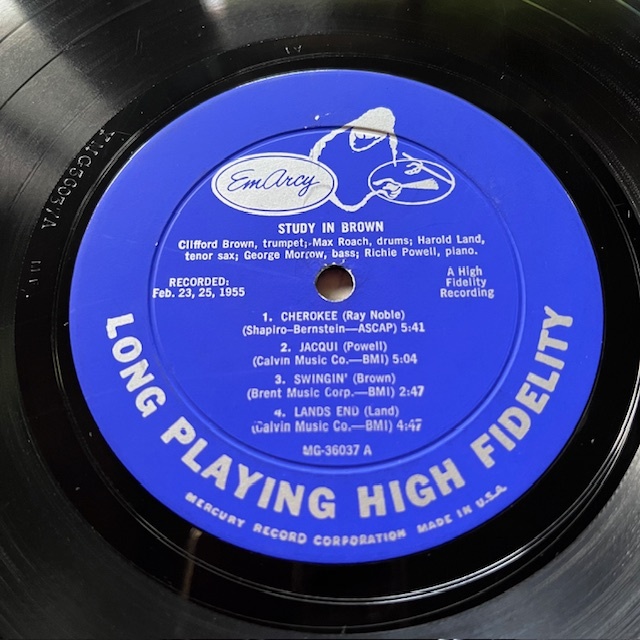 EmArcy
STUDY IN BROWN
Clifford Brown, trumpet; Max Roach, drums; Harold Land,
tenor sax; George Morrow, bass; Richie Powell, piano.
RECORDED:
Feb. 23, 25, 1955
A High
Fidelity
Recording
1. CHEROKEE (Ray Noble)
(Shapiro-Bernstein—ASCAP) 5:41
2. JACQUI (Powell)
(Calvin Music Co.—BMI) 5:04
3. SWINGIN' (Brown)
(Brent Music Corp.—BMI) 2:47
4. LANDS END (Land)
(Calvin Music Co.—BMI) 4:47
MG-36037 A
LONG PLAYING HIGH FIDELITY
MERCURY RECORD CORPORATION MADE IN U.S.A.